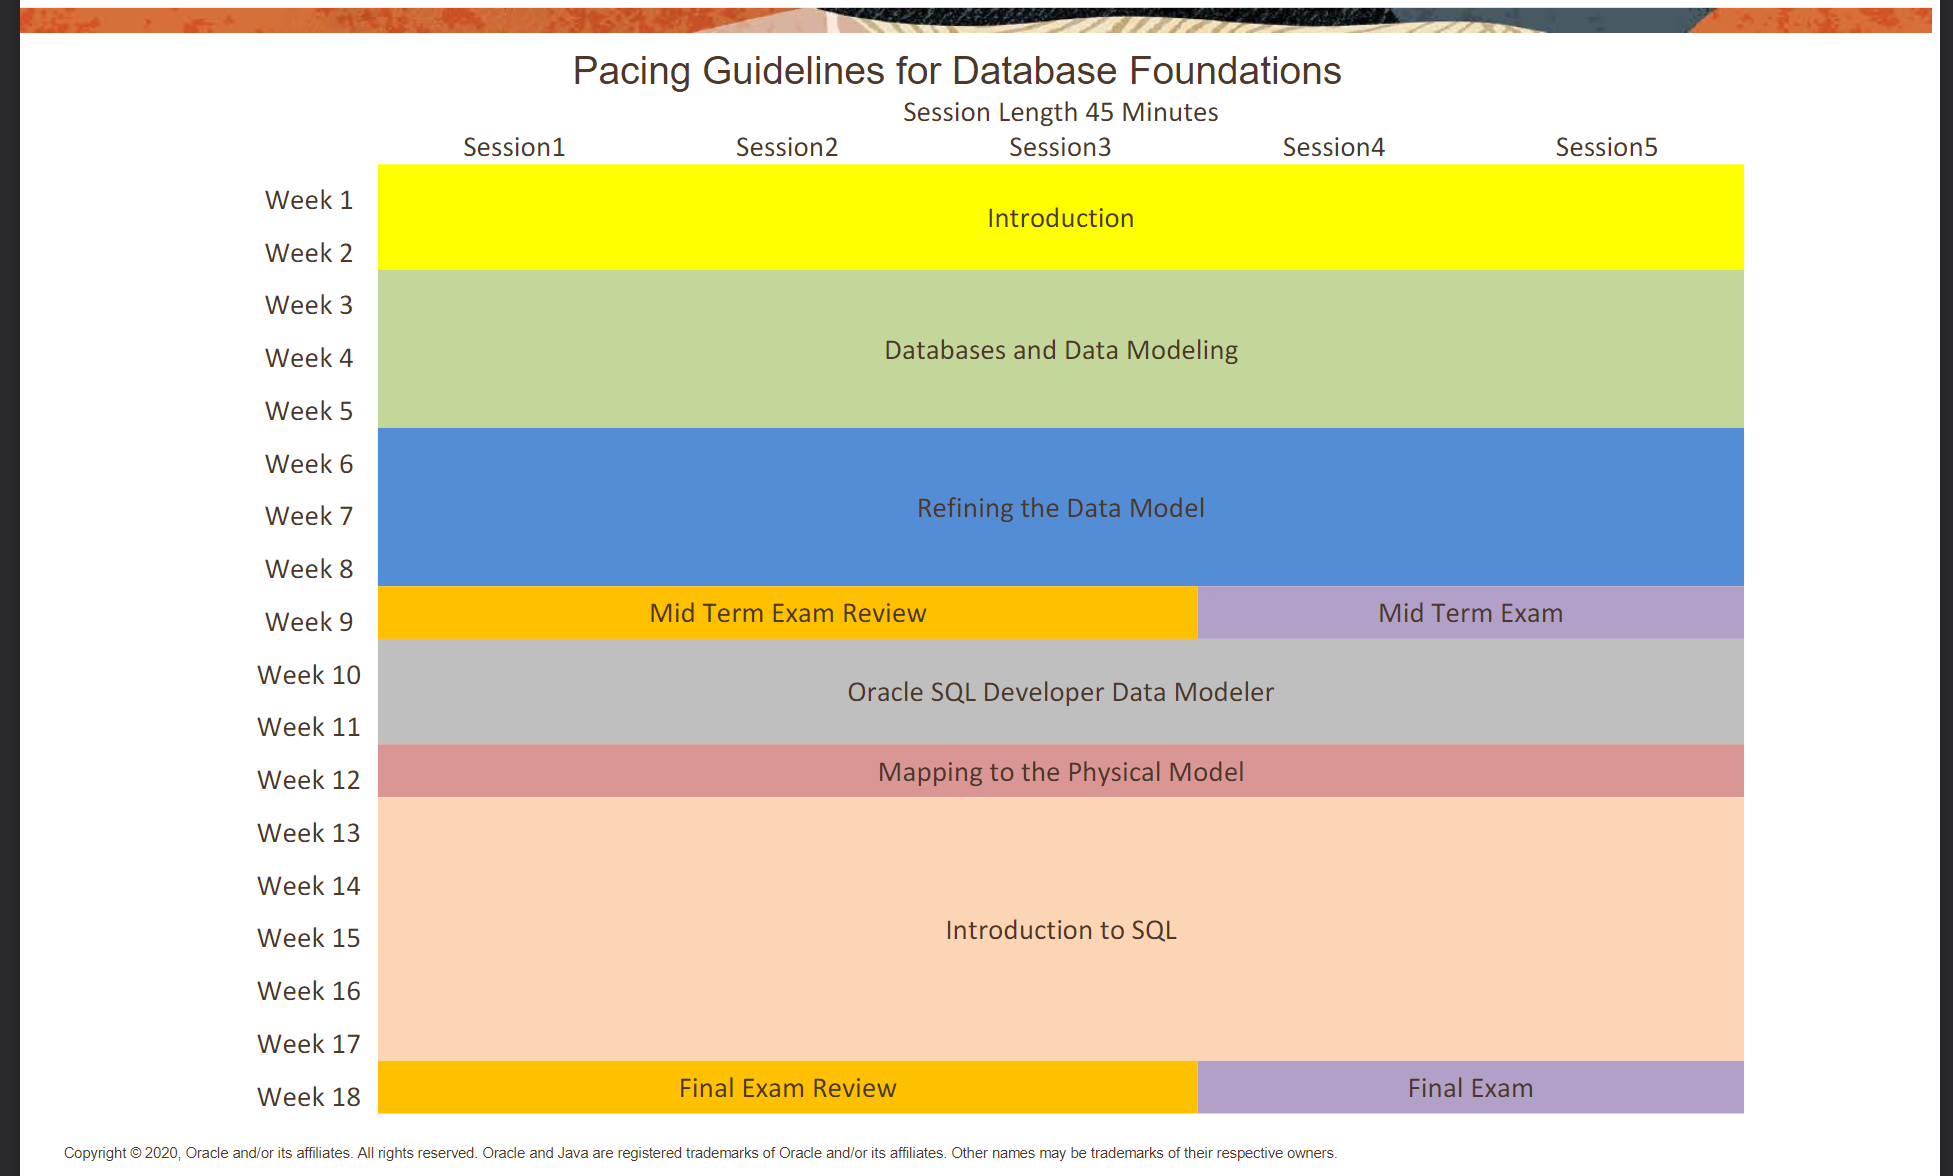 Pacing Guidelines for Database Foundations
Session Length 45 Minutes
Session1 Session2 Session3 Session4 Session5
Week 1
Introduction
Week 2
Week 3
Databases and Data Modeling
Week 4
Week 5
Week 6
Refining the Data Model
Week 7
Week 8
Week 9 Mid Term Exam Review Mid Term Exam
Week 10
Oracle SQL Developer Data Modeler
Week 11
Week 12 Mapping to the Physical Model
Week 13
Week 14
Introduction to SQL
Week 15
Week 16
Week 17
Week 18 Final Exam Review Final Exam
Copyright © 2020, Oracle and/or its affiliates. All rights reserved. Oracle and Java are registered trademarks of Oracle and/or its affiliates. Other names may be trademarks of their respective owners.